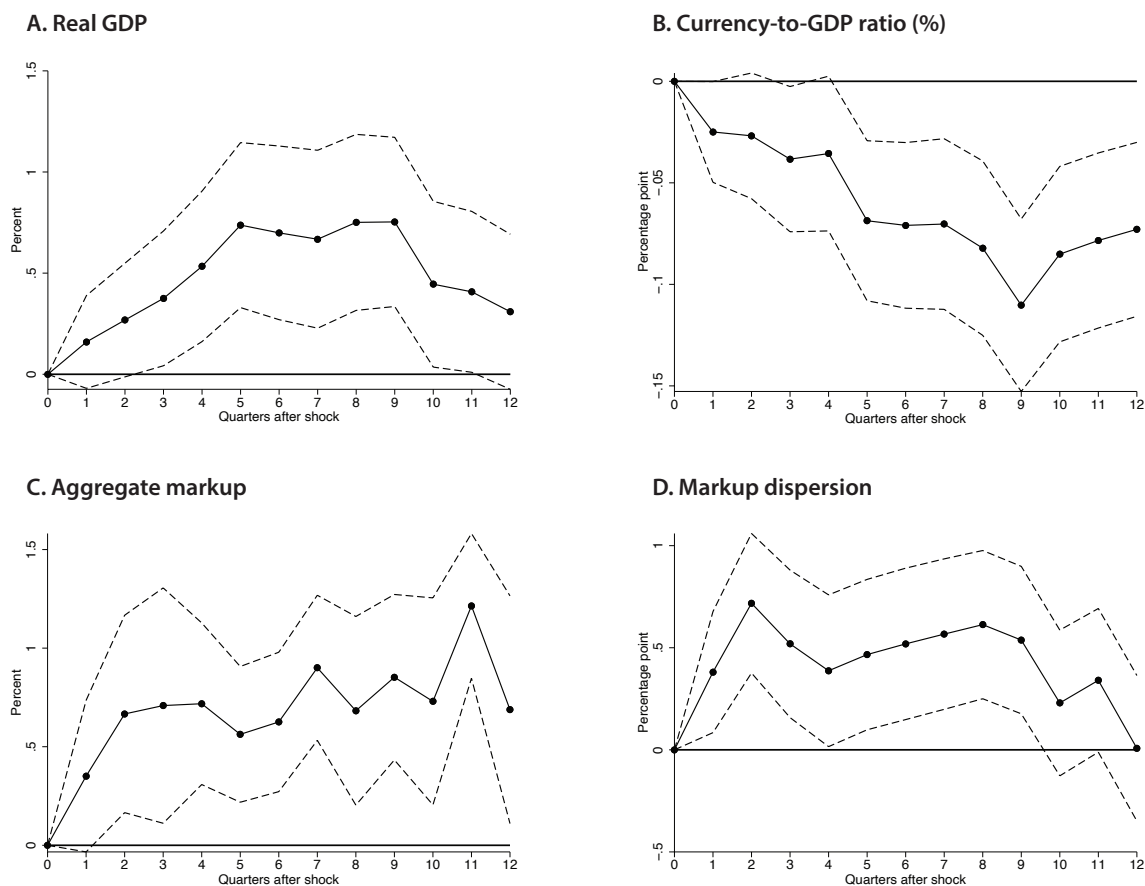 A. Real GDP
1.5
1
.5
0
Percent
0 1 2 3 4 5 6 7 8 9 10 11 12
Quarters after shock
B. Currency-to-GDP ratio (%)
0
−.05
−.1
−.15
Percentage point
0 1 2 3 4 5 6 7 8 9 10 11 12
Quarters after shock
C. Aggregate markup
1.5
1
.5
0
Percent
0 1 2 3 4 5 6 7 8 9 10 11 12
Quarters after shock
D. Markup dispersion
1
.5
0
−.5
Percentage point
0 1 2 3 4 5 6 7 8 9 10 11 12
Quarters after shock